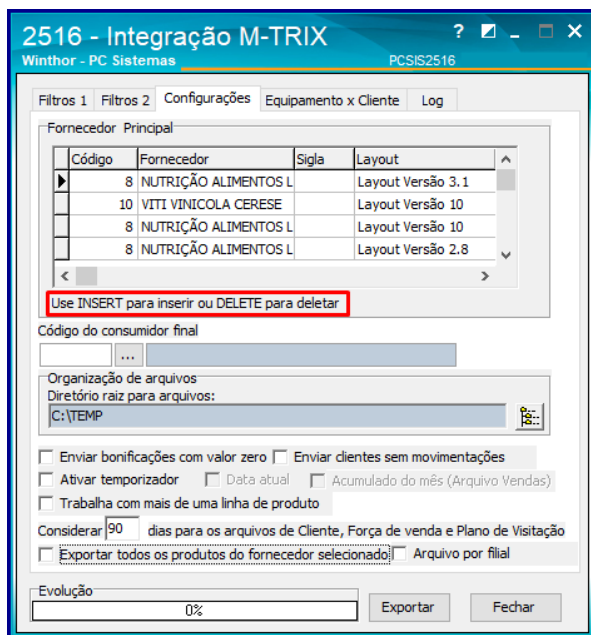 2516 - Integração M-TRIX
Winthor - PC Sistemas PCSIS2516
Filtros 1 Filtros 2 Configurações Equipamento x Cliente Log
Fornecedor Principal
Código Fornecedor Sigla Layout
8 NUTRIÇÃO ALIMENTOS L Layout Versão 3.1
10 VITI VINICOLA CERESE Layout Versão 10
8 NUTRIÇÃO ALIMENTOS L Layout Versão 10
8 NUTRIÇÃO ALIMENTOS L Layout Versão 2.8
Use INSERT para inserir ou DELETE para deletar
Código do consumidor final
...
Organização de arquivos
Diretório raiz para arquivos:
C:\TEMP
Enviar bonificações com valor zero Enviar clientes sem movimentações
Ativar temporizador Data atual Acumulado do mês (Arquivo Vendas)
Trabalha com mais de uma linha de produto
Considerar 90 dias para os arquivos de Cliente, Força de venda e Plano de Visitação
Exportar todos os produtos do fornecedor selecionado Arquivo por filial
Evolução
0% Exportar Fechar